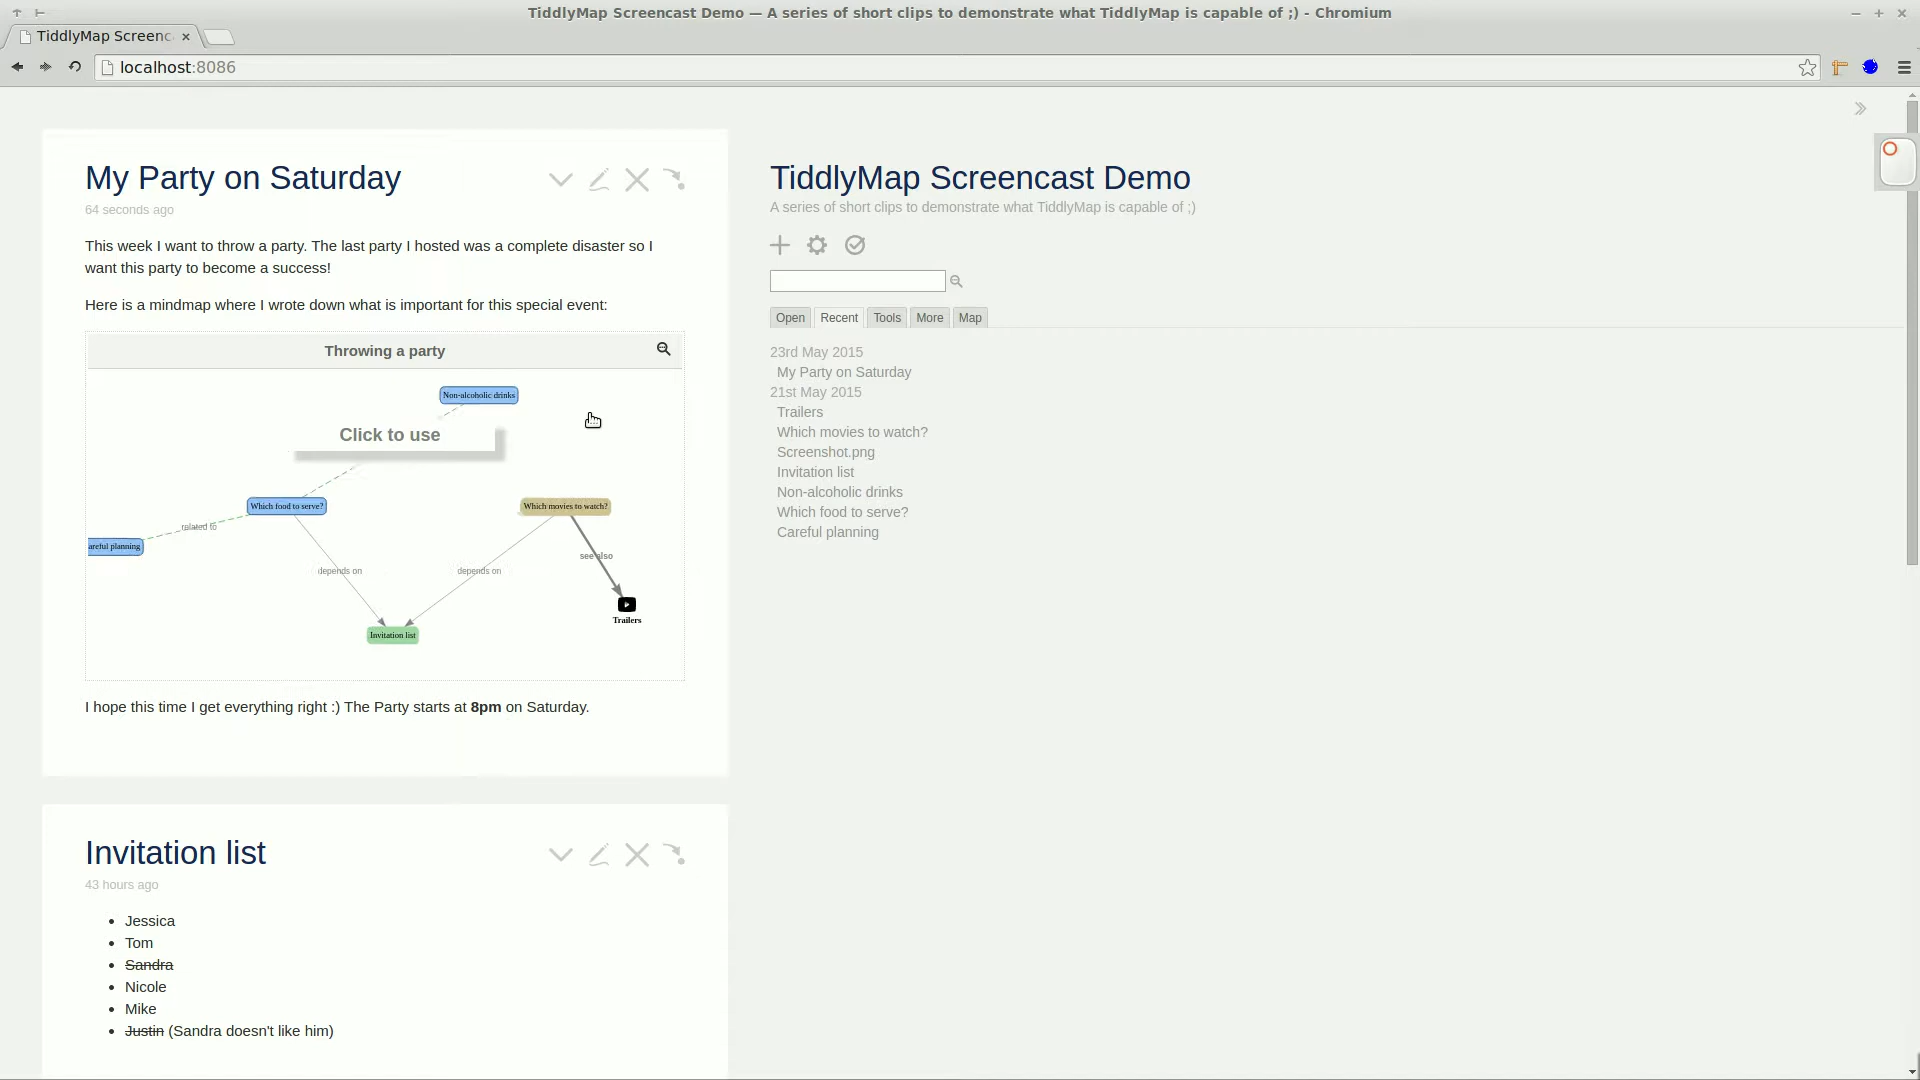 TiddlyMap Screencast Demo — A series of short clips to demonstrate what TiddlyMap is capable of ;) - Chromium
TiddlyMap Screenc
localhost:8086
My Party on Saturday
64 seconds ago
This week I want to throw a party. The last party I hosted was a complete disaster so I
want this party to become a success!
Here is a mindmap where I wrote down what is important for this special event:
Throwing a party
Non-alcoholic drinks
Click to use
Which food to serve?
Which movies to watch?
related to
areful planning
see also
depends on
depends on
Trailers
Invitation list
I hope this time I get everything right :) The Party starts at 8pm on Saturday.
Invitation list
43 hours ago
Jessica
Tom
Sandra
Nicole
Mike
Justin (Sandra doesn't like him)
TiddlyMap Screencast Demo
A series of short clips to demonstrate what TiddlyMap is capable of ;)
Open Recent Tools More Map
23rd May 2015
My Party on Saturday
21st May 2015
Trailers
Which movies to watch?
Screenshot.png
Invitation list
Non-alcoholic drinks
Which food to serve?
Careful planning